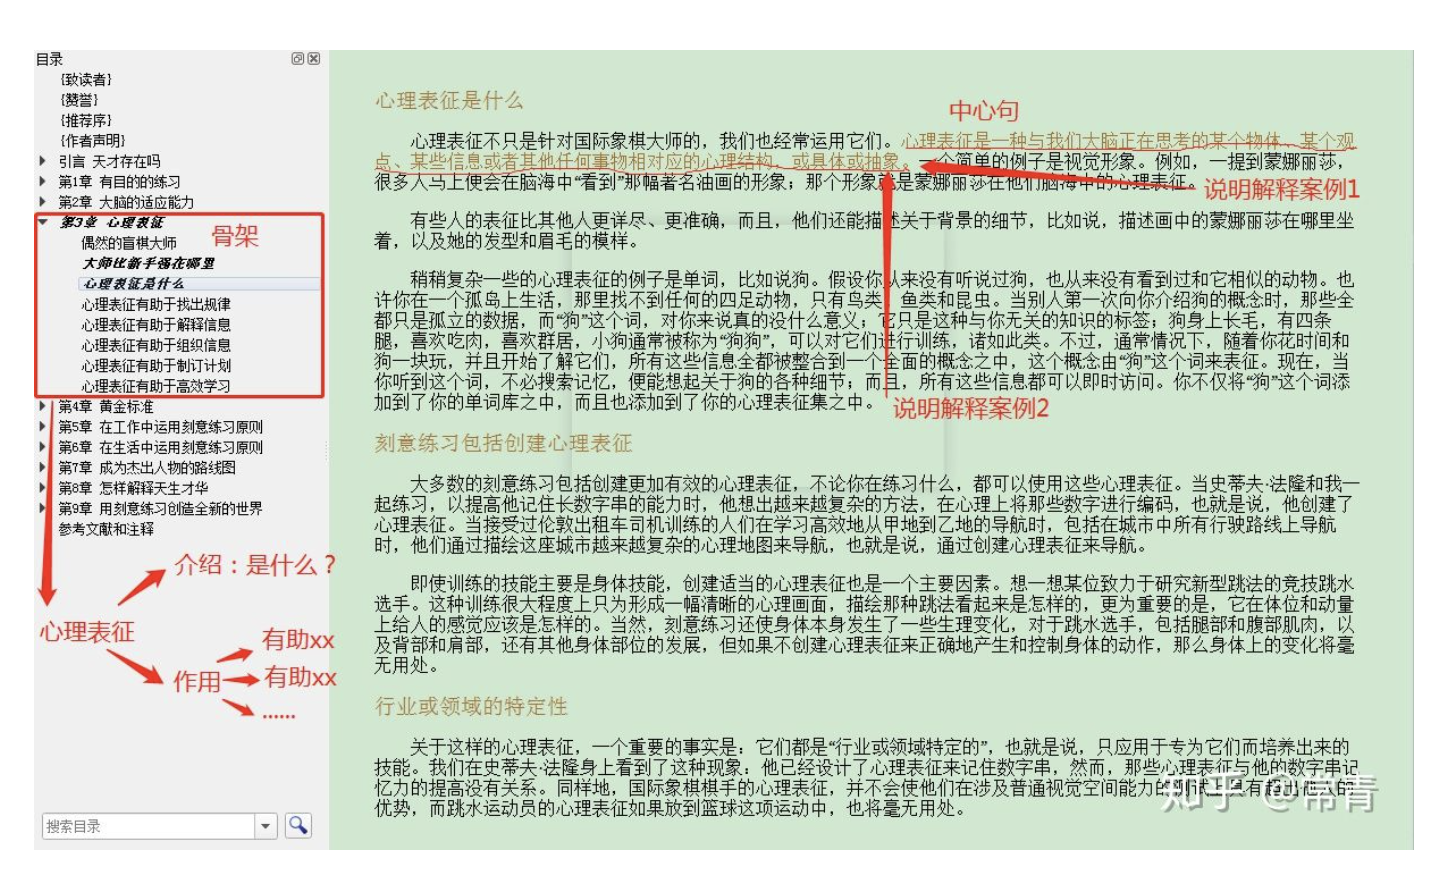 目录
{致读者}
{赞誉}
{推荐序}
{作者声明}
引言 天才存在吗
第1章 有目的的练习
第2章 大脑的适应能力
第3章 心理表征
骨架
偶然的盲棋大师
大师比新手强在哪里
心理表征是什么
心理表征有助于找出规律
心理表征有助于解释信息
心理表征有助于组织信息
心理表征有助于制订计划
心理表征有助于高效学习
第4章 黄金标准
第5章 在工作中运用刻意练习原则
第6章 在生活中运用刻意练习原则
第7章 成为杰出人物的路线图
第8章 怎样解释天生才华
第9章 用刻意练习创造全新的世界
参考文献和注释
介绍：是什么？
心理表征
有助xx
作用
有助xx
......
搜索目录
心理表征是什么
中心句
心理表征不只是针对国际象棋大师的，我们也经常运用它们。心理表征是一种与我们大脑正在思考的某个物体、某个观
点、某些信息或者其他任何事物相对应的心理结构，或具体或抽象。一个简单的例子是视觉形象。例如，一提到蒙娜丽莎，
很多人马上便会在脑海中“看到”那幅著名油画的形象；那个形象就是蒙娜丽莎在他们脑海中的心理表征。
说明解释案例1
有些人的表征比其他人更详尽、更准确，而且，他们还能描述关于背景的细节，比如说，描述画中的蒙娜丽莎在哪里坐
着，以及她的发型和眉毛的模样。
稍稍复杂一些的心理表征的例子是单词，比如说狗。假设你从来没有听说过狗，也从来没有看到过和它相似的动物。也
许你在一个孤岛上生活，那里找不到任何的四足动物，只有鸟类、鱼类和昆虫。当别人第一次向你介绍狗的概念时，那些全
都只是孤立的数据，而“狗”这个词，对你来说真的没什么意义；它只是这种与你无关的知识的标签；狗身上长毛，有四条
腿，喜欢吃肉，喜欢群居，小狗通常被称为“狗狗”，可以对它们进行训练，诸如此类。不过，通常情况下，随着你花时间和
狗一块玩，并且开始了解它们，所有这些信息全都被整合到一个全面的概念之中，这个概念由“狗”这个词来表征。现在，当
你听到这个词，不必搜索记忆，便能想起关于狗的各种细节；而且，所有这些信息都可以即时访问。你不仅将“狗”这个词添
加到了你的单词库之中，而且也添加到了你的心理表征集之中。
说明解释案例2
刻意练习包括创建心理表征
大多数的刻意练习包括创建更加有效的心理表征，不论你在练习什么，都可以使用这些心理表征。当史蒂夫·法隆和我一
起练习，以提高他记住长数字串的能力时，他想出越来越复杂的方法，在心理上将那些数字进行编码，也就是说，他创建了
心理表征。当接受过伦敦出租车司机训练的人们在学习高效地从甲地到乙地的导航时，包括在城市中所有行驶路线上导航
时，他们通过描绘这座城市越来越复杂的心理地图来导航，也就是说，通过创建心理表征来导航。
即使训练的技能主要是身体技能，创建适当的心理表征也是一个主要因素。想一想某位致力于研究新型跳法的竞技跳水
选手。这种训练很大程度上只为形成一幅清晰的心理画面，描绘那种跳法看起来是怎样的，更为重要的是，它在体位和动量
上给人的感觉应该是怎样的。当然，刻意练习还使身体本身发生了一些生理变化，对于跳水选手，包括腿部和腹部肌肉，以
及背部和肩部，还有其他身体部位的发展，但如果不创建心理表征来正确地产生和控制身体的动作，那么身体上的变化将毫
无用处。
行业或领域的特定性
关于这样的心理表征，一个重要的事实是：它们都是“行业或领域特定的”，也就是说，只应用于专为它们而培养出来的
技能。我们在史蒂夫·法隆身上看到了这种现象：他已经设计了心理表征来记住数字串，然而，那些心理表征与他的数字串记
忆力的提高没有关系。同样地，国际象棋棋手的心理表征，并不会使他们在涉及普通视觉空间能力的测试上具有超出他人的
优势，而跳水运动员的心理表征如果放到篮球这项运动中，也将毫无用处。
知乎 @常青